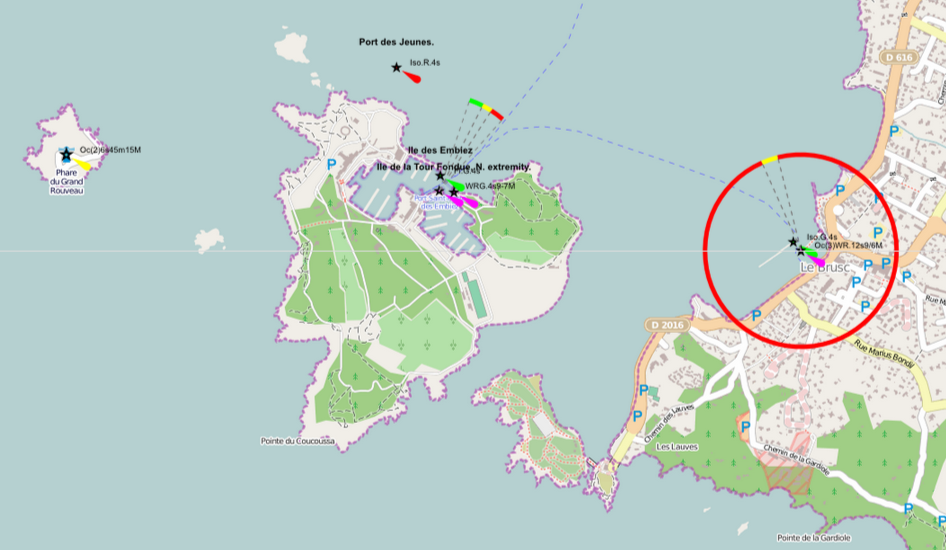 Port des Jeunes.
Iso.R.4s
D 616
Oc(2)6s45m15M
Phare
du Grand
Rouveau
P
Ile des Embiez
Ile de la Tour Fondue. N. extremity.
WRG.4s9-7M
P
P
P
P
P
Iso.G.4s
Oc(3)WR.12s9/6M
Le Brusc
P
P
P
P
P
Rue M
D 2016
P
Rue Marius Bondil
P
P
Chemin des Lauves
P
Les Lauves
Chemin de la Gardiole
Pointe du Coucoussa
P
P
Pointe de la Gardiole